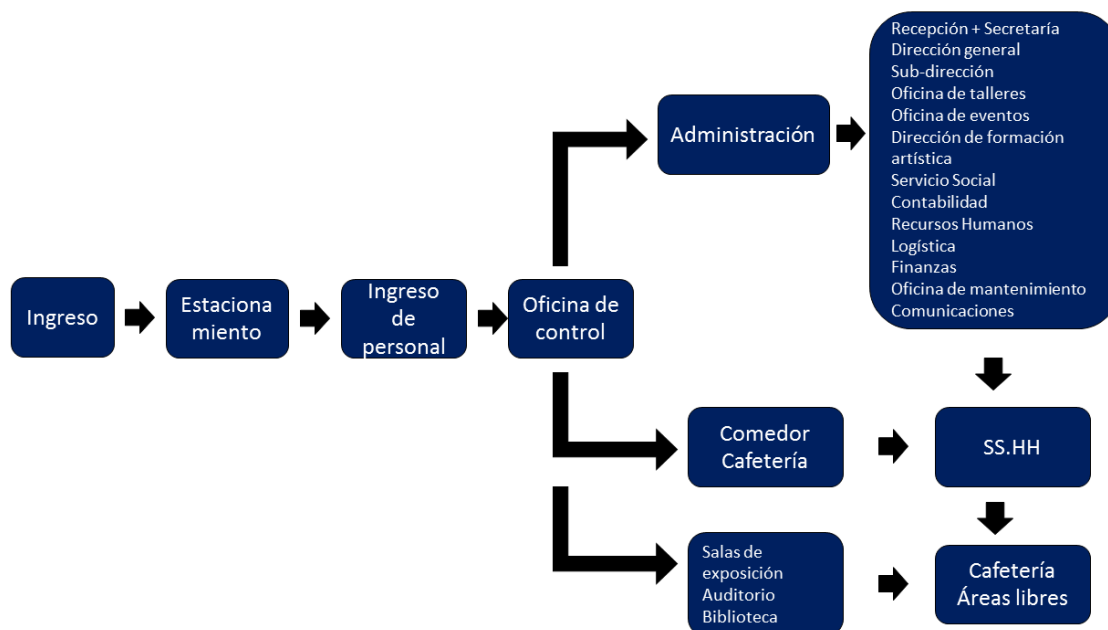 Recepción + Secretaría
Dirección general
Sub-dirección
Oficina de talleres
Oficina de eventos
Dirección de formación
artística
Servicio Social
Contabilidad
Recursos Humanos
Logística
Finanzas
Oficina de mantenimiento
Comunicaciones
Administración
Ingreso
Estaciona
miento
Ingreso
de
personal
Oficina de
control
Comedor
Cafetería
SS.HH
Salas de
exposición
Auditorio
Biblioteca
Cafetería
Áreas libres